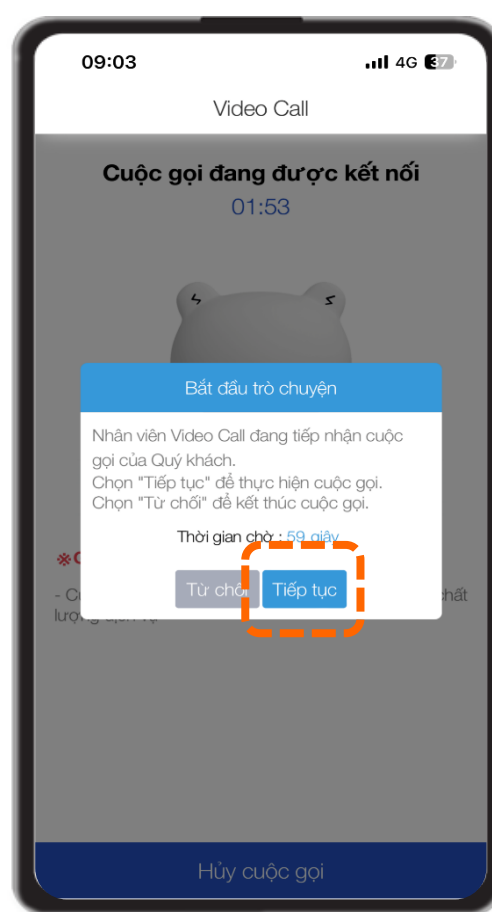 09:03 4G 37
Video Call
Cuộc gọi đang được kết nối
01:53
Bắt đầu trò chuyện
Nhân viên Video Call đang tiếp nhận cuộc
gọi của Quý khách.
Chọn "Tiếp tục" để thực hiện cuộc gọi.
Chọn "Từ chối" để kết thúc cuộc gọi.
Thời gian chờ : 59 giây
Từ chối Tiếp tục
chất
Hủy cuộc gọi